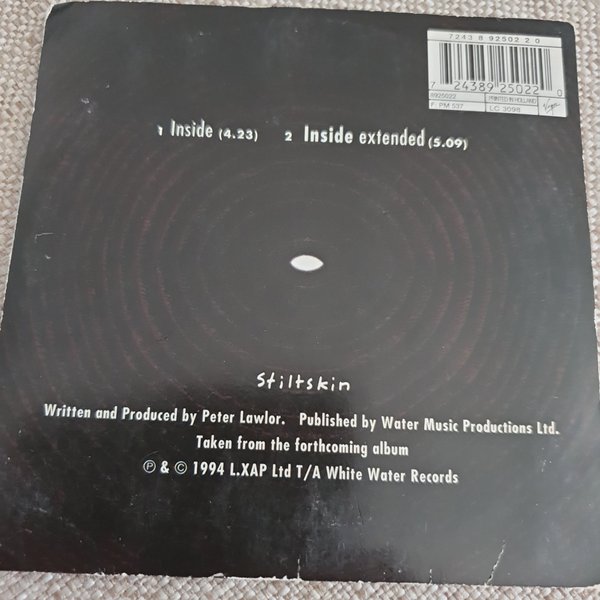 7243 8 92502 2 0
7 24389 25022 0
8925022 PRINTED IN HOLLAND
F: PM 537 LC 3098 Virgin
1 Inside (4.23) 2 Inside extended (5.09)
Stiltskin
Written and Produced by Peter Lawlor. Published by Water Music Productions Ltd.
Taken from the forthcoming album
℗ & © 1994 L.XAP Ltd T/A White Water Records